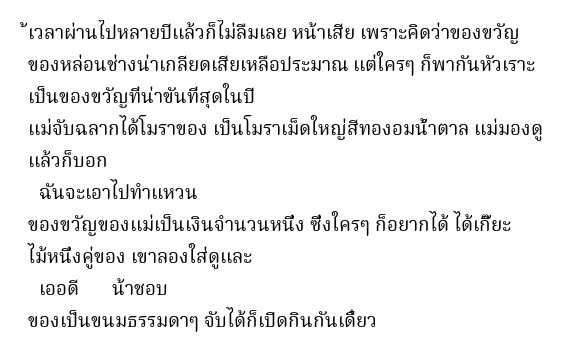 ้เวลาผ่านไปหลายปีแล้วก็ไม่ลืมเลย หน้าเสีย เพราะคิดว่าของขวัญ
ของหล่อนช่างน่าเกลียดเสียเหลือประมาณ แต่ใครๆ ก็พากันหัวเราะ
เป็นของขวัญที่น่าขันที่สุดในปี
แม่จับฉลากได้โมราของ เป็นโมราเม็ดใหญ่สีทองอมน้ำตาล แม่มองดู
แล้วก็บอก
ฉันจะเอาไปทำแหวน
ของขวัญของแม่เป็นเงินจำนวนหนึ่ง ซึ่งใครๆ ก็อยากได้ ได้เกี๊ยะ
ไม้หนึ่งคู่ของ เขาลองใส่ดูและ
เออดี น้าชอบ
ของเป็นขนมธรรมดาๆ จับได้ก็เปิดกินกันเดี๋ยว